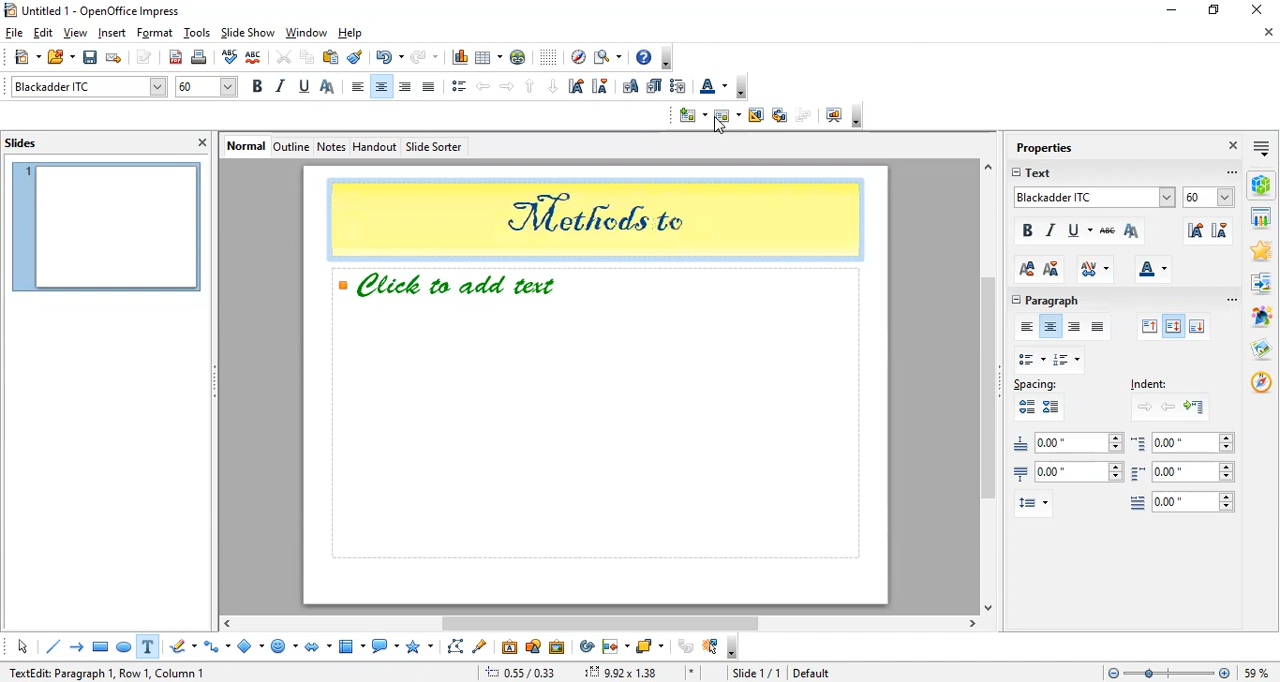 Untitled 1 - OpenOffice Impress
File Edit View Insert Format Tools Slide Show Window Help
Blackadder ITC 60
Slides
Normal Outline Notes Handout Slide Sorter
Properties
1
Text
Blackadder ITC 60
Methods to
Click to add text
Paragraph
Spacing: Indent:
0.00 " 0.00 "
0.00 " 0.00 "
0.00 "
TextEdit: Paragraph 1, Row 1, Column 1 0.55 / 0.33 9.92 x 1.38 * Slide 1 / 1 Default 59 %